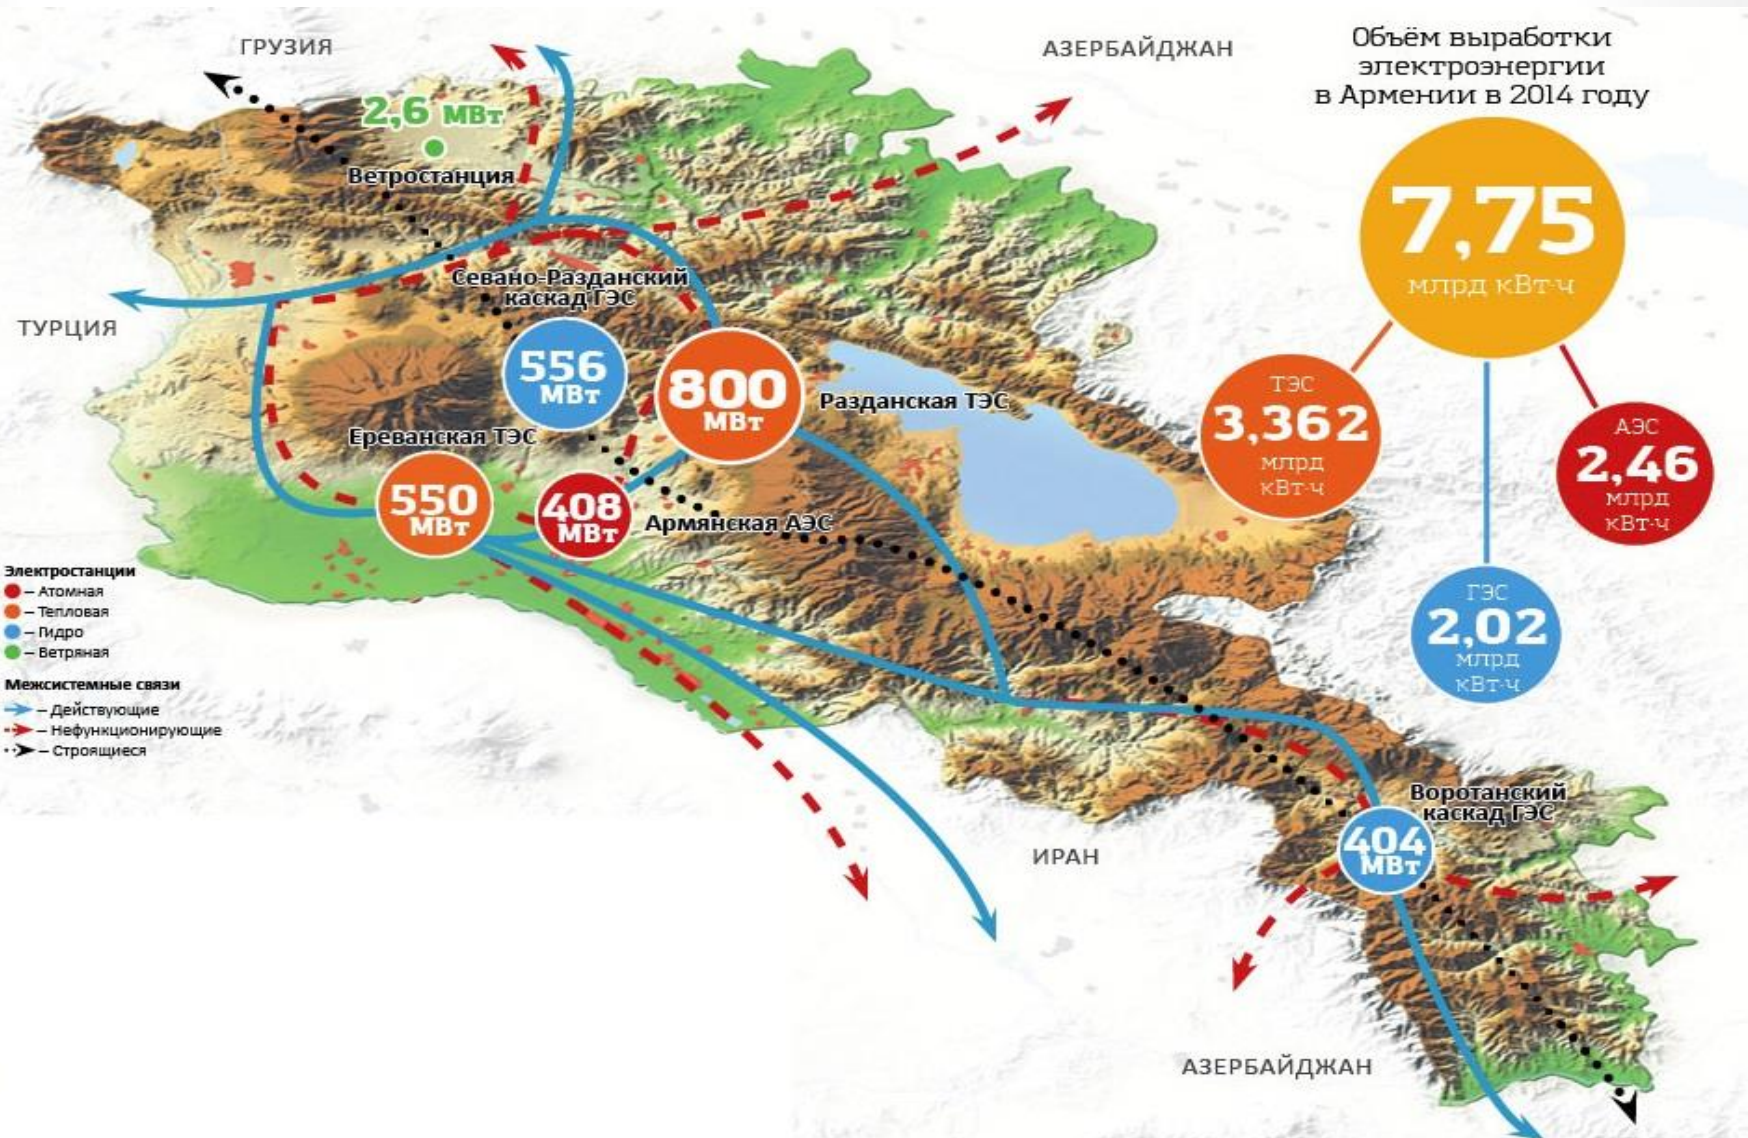 ГРУЗИЯ
АЗЕРБАЙДЖАН
Объём выработки
электроэнергии
в Армении в 2014 году
7,75
млрд кВт·ч
2,6 МВт
Ветростанция
Севано-Разданский
каскад ГЭС
ТУРЦИЯ
556
МВт
800
МВт
Разданская ТЭС
ТЭС
3,362
млрд
кВт·ч
АЭС
2,46
млрд
кВт·ч
Ереванская ТЭС
550
МВт
408
МВт
Армянская АЭС
ГЭС
2,02
млрд
кВт·ч
Электростанции
– Атомная
– Тепловая
– Гидро
– Ветряная
Межсистемные связи
– Действующие
– Нефункционирующие
– Строящиеся
Воротанский
каскад ГЭС
404
МВт
ИРАН
АЗЕРБАЙДЖАН